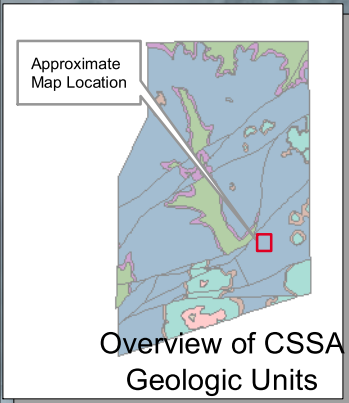 Approximate
Map Location
Overview of CSSA
Geologic Units